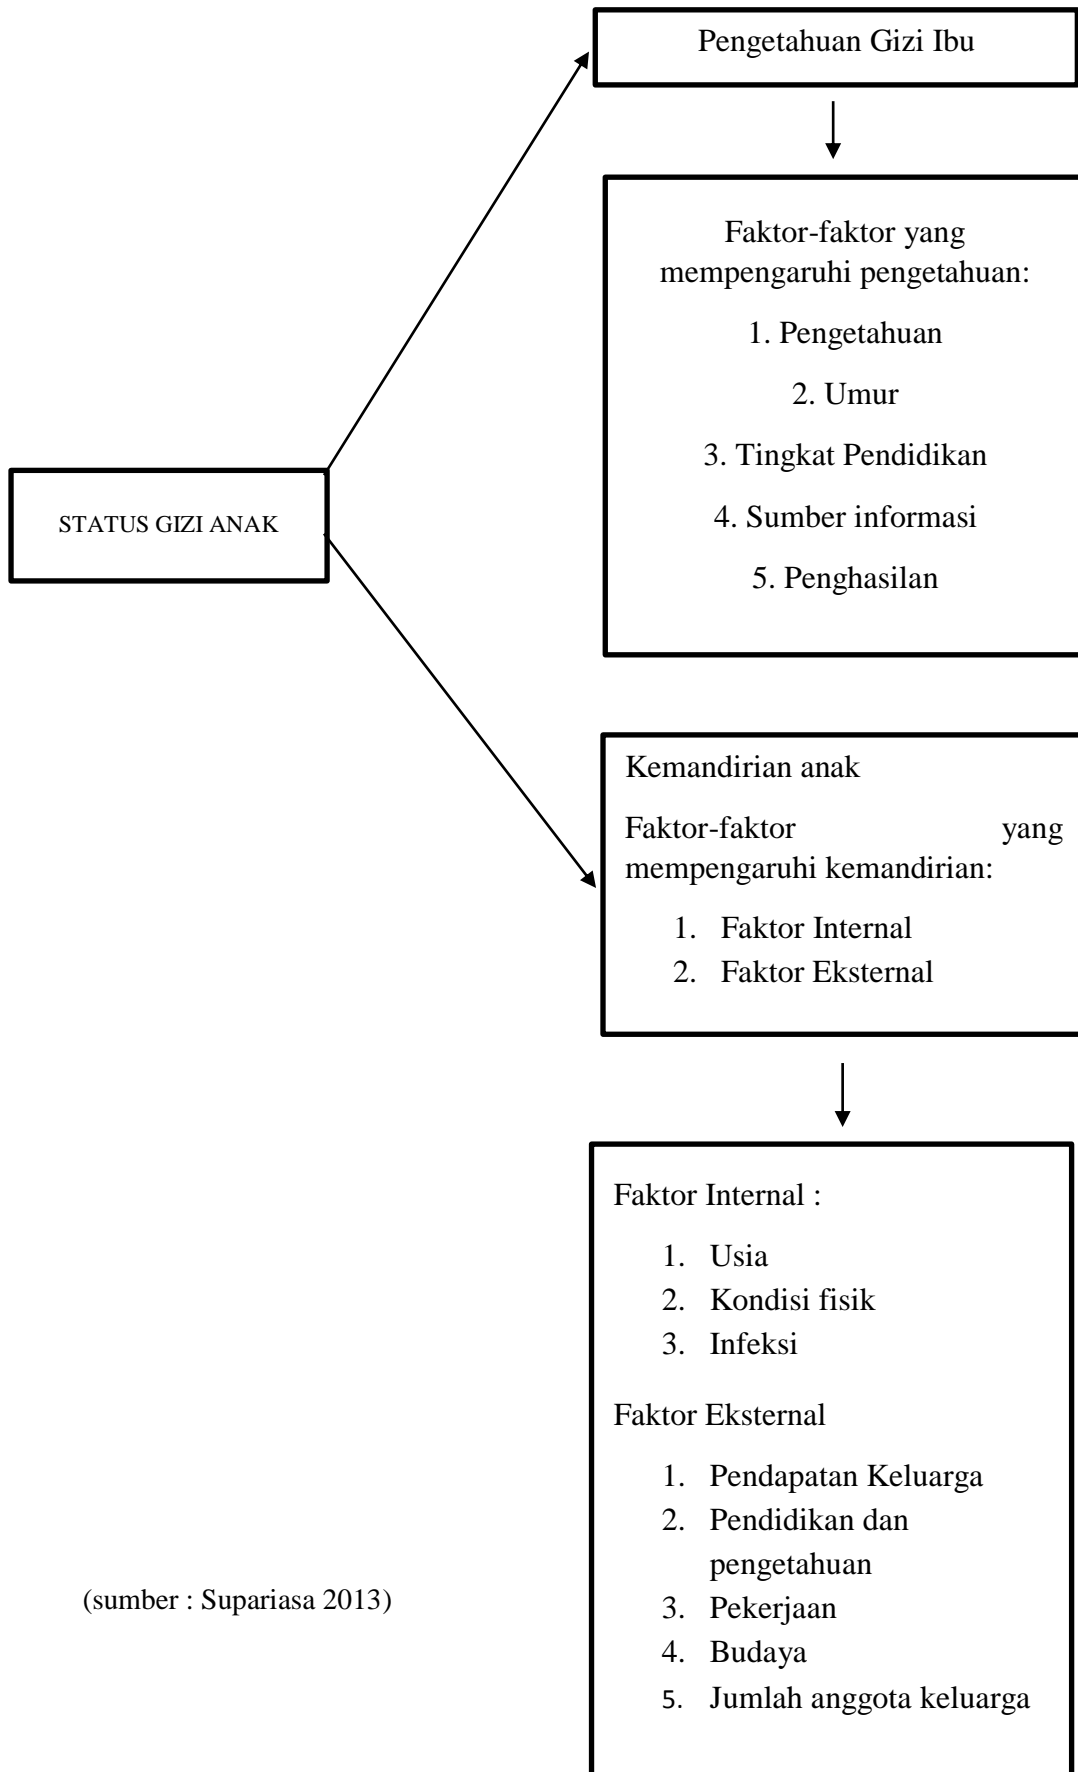 Pengetahuan Gizi Ibu
Faktor-faktor yang
mempengaruhi pengetahuan:
1. Pengetahuan
2. Umur
3. Tingkat Pendidikan
4. Sumber informasi
5. Penghasilan
STATUS GIZI ANAK
Kemandirian anak
Faktor-faktor yang
mempengaruhi kemandirian:
1. Faktor Internal
2. Faktor Eksternal
Faktor Internal :
1. Usia
2. Kondisi fisik
3. Infeksi
Faktor Eksternal
1. Pendapatan Keluarga
2. Pendidikan dan
pengetahuan
3. Pekerjaan
4. Budaya
5. Jumlah anggota keluarga
(sumber : Supariasa 2013)